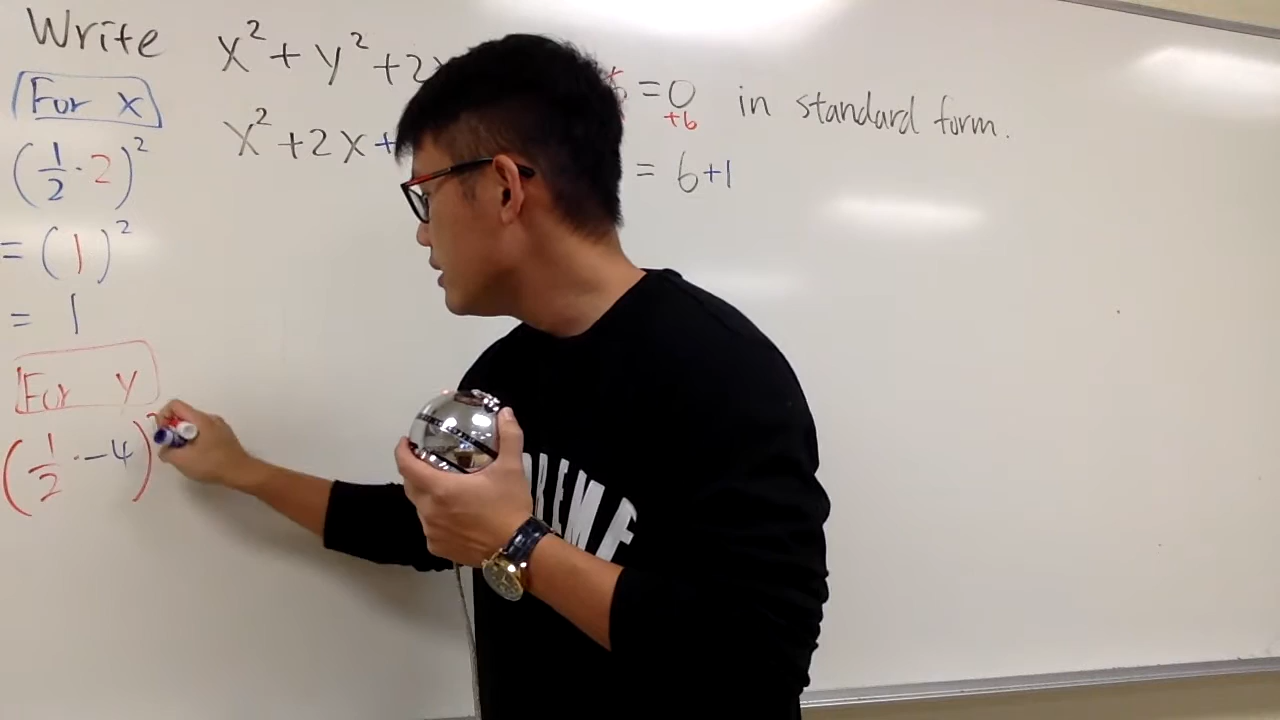 Write x² + y² + 2x = 0 in standard form.
+6
x² + 2x + = 6+1
For x
(1/2 · 2)²
= (1)²
= 1
For y
(1/2 · -4)²
REME